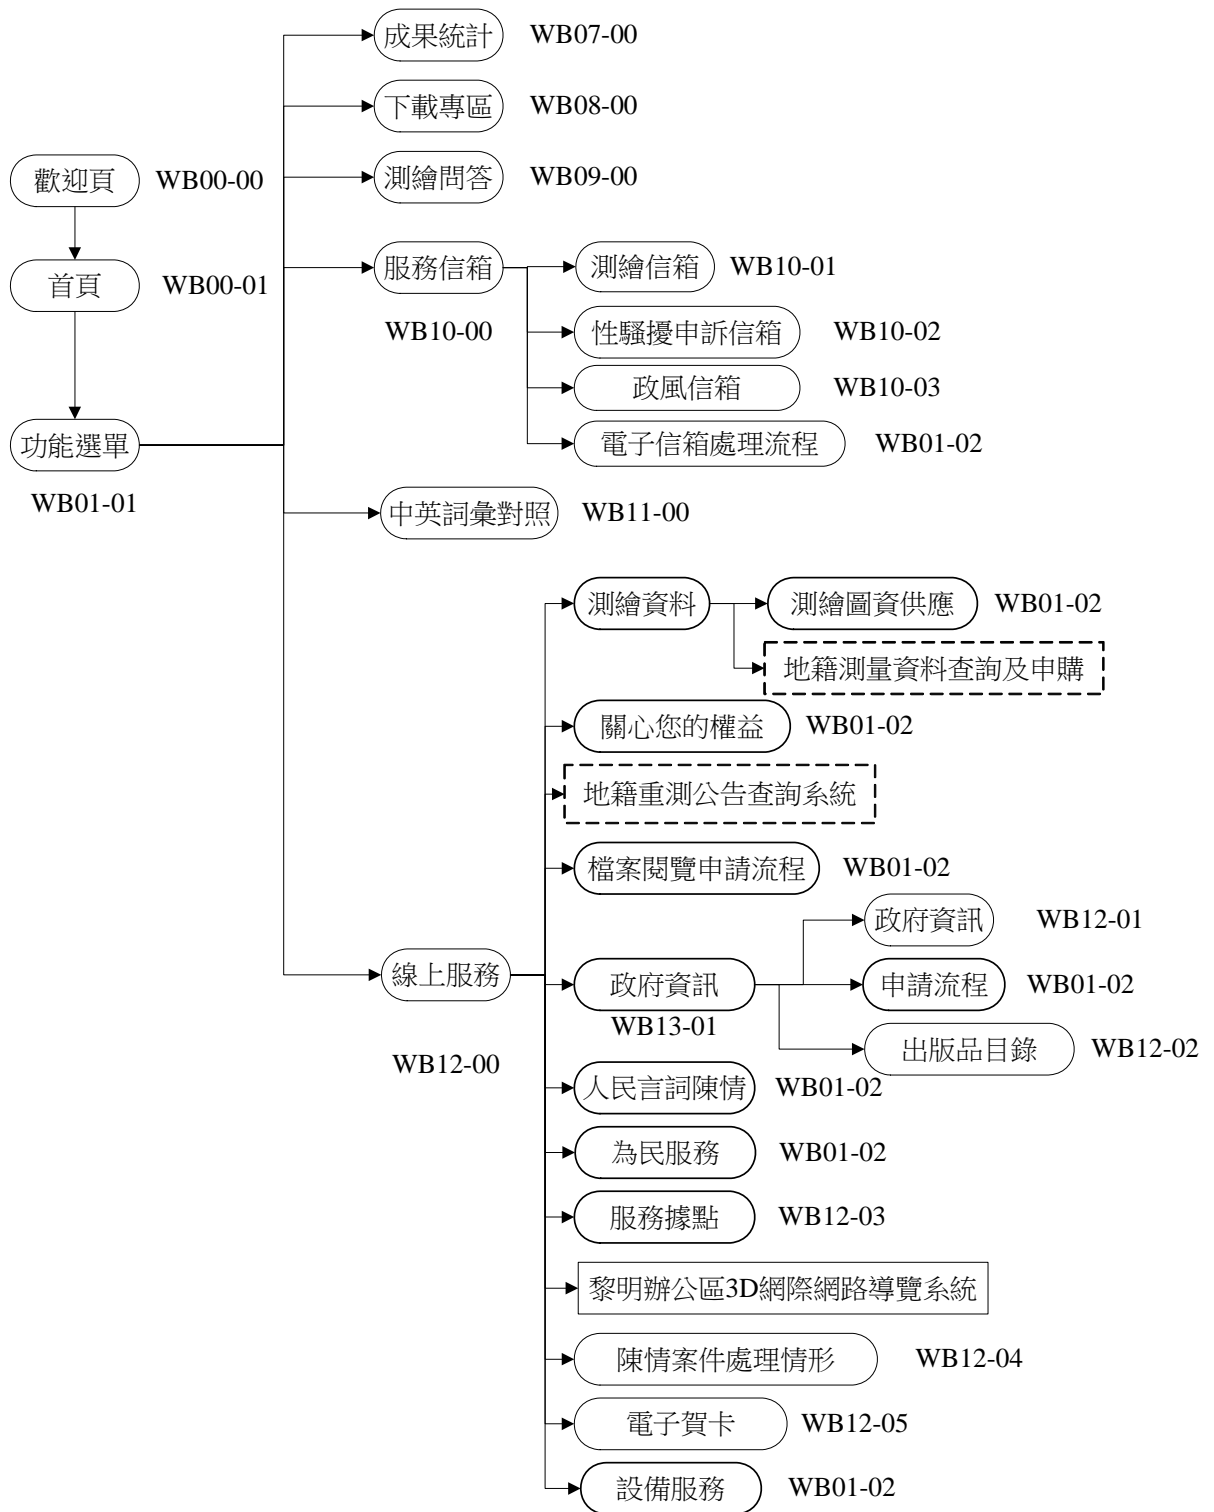 成果統計 WB07-00
下載專區 WB08-00
歡迎頁 WB00-00
測繪問答 WB09-00
首頁 WB00-01
服務信箱
WB10-00
測繪信箱 WB10-01
性騷擾申訴信箱 WB10-02
政風信箱 WB10-03
電子信箱處理流程 WB01-02
功能選單
WB01-01
中英詞彙對照 WB11-00
測繪資料
測繪圖資供應 WB01-02
地籍測量資料查詢及申購
關心您的權益 WB01-02
地籍重測公告查詢系統
檔案閱覽申請流程 WB01-02
線上服務
WB12-00
政府資訊
WB13-01
政府資訊 WB12-01
申請流程 WB01-02
出版品目錄 WB12-02
人民言詞陳情 WB01-02
為民服務 WB01-02
服務據點 WB12-03
黎明辦公區3D網際網路導覽系統
陳情案件處理情形 WB12-04
電子賀卡 WB12-05
設備服務 WB01-02